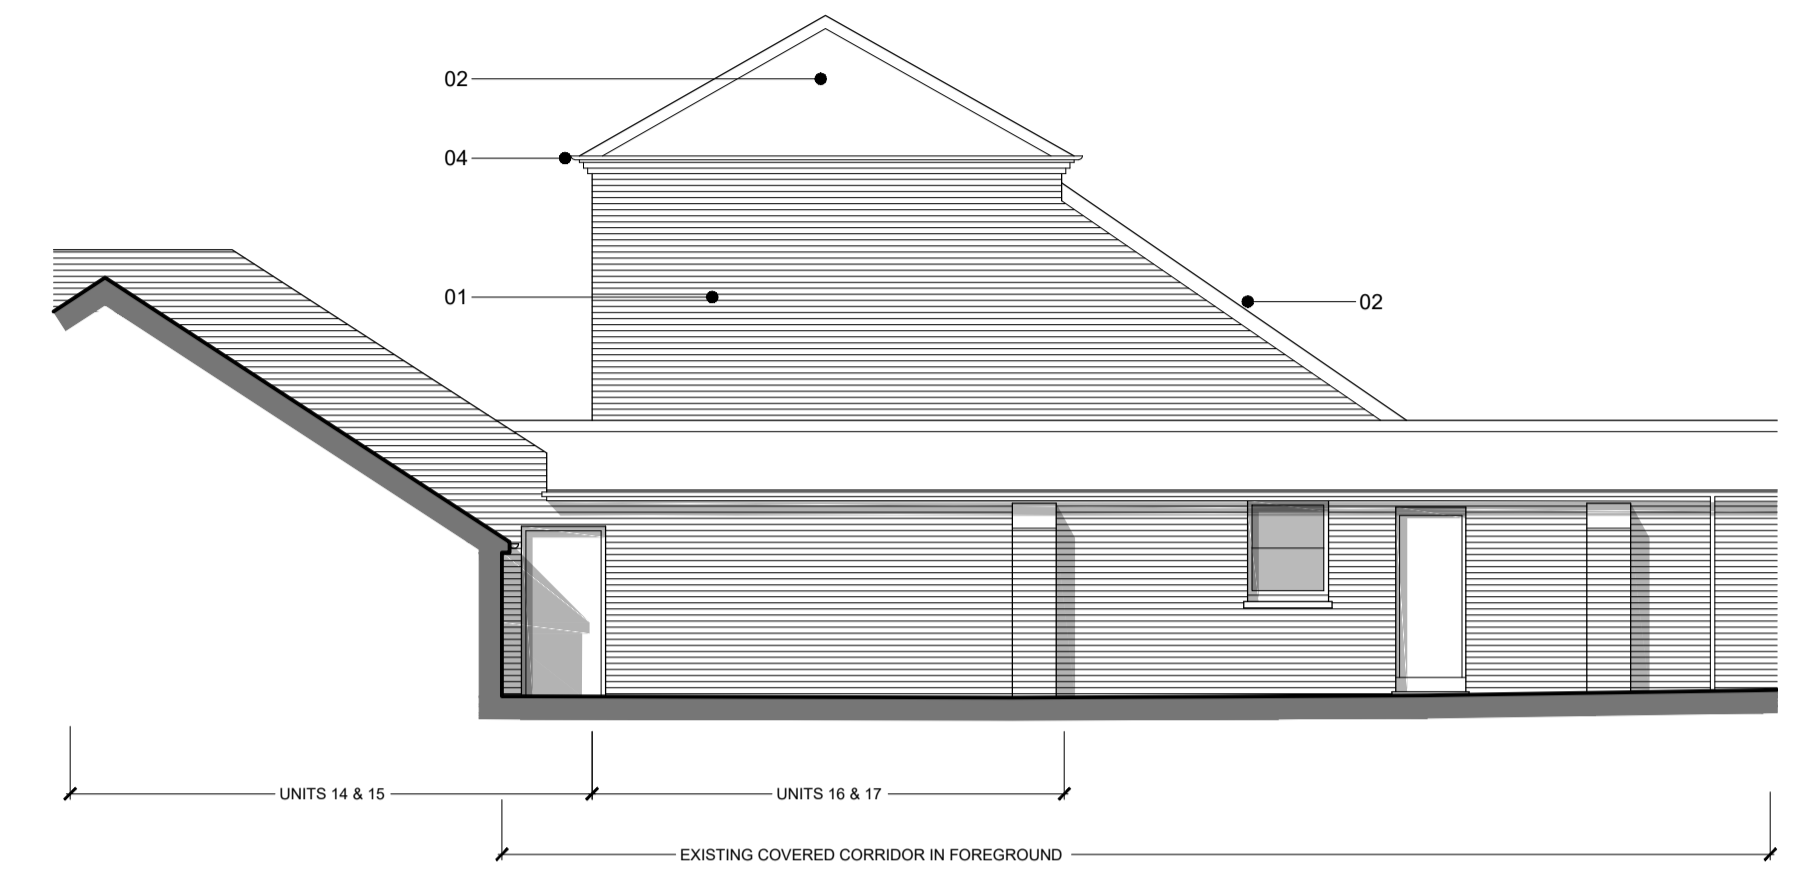 02
04
01
02
UNITS 14 & 15
UNITS 16 & 17
EXISTING COVERED CORRIDOR IN FOREGROUND